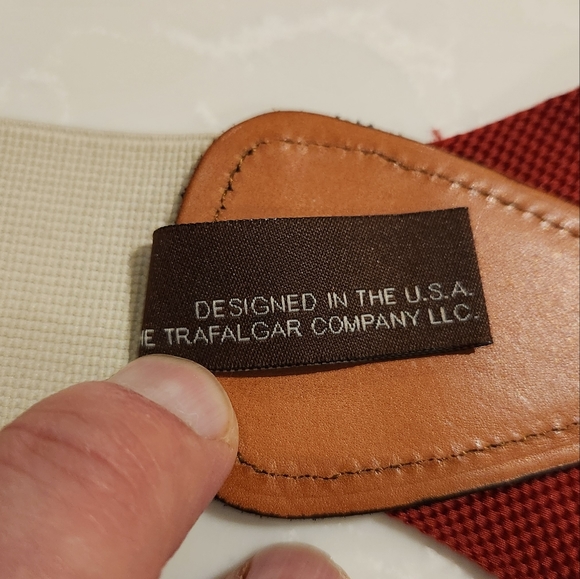 DESIGNED IN THE U.S.A.
TRAFALGAR COMPANY LLC.